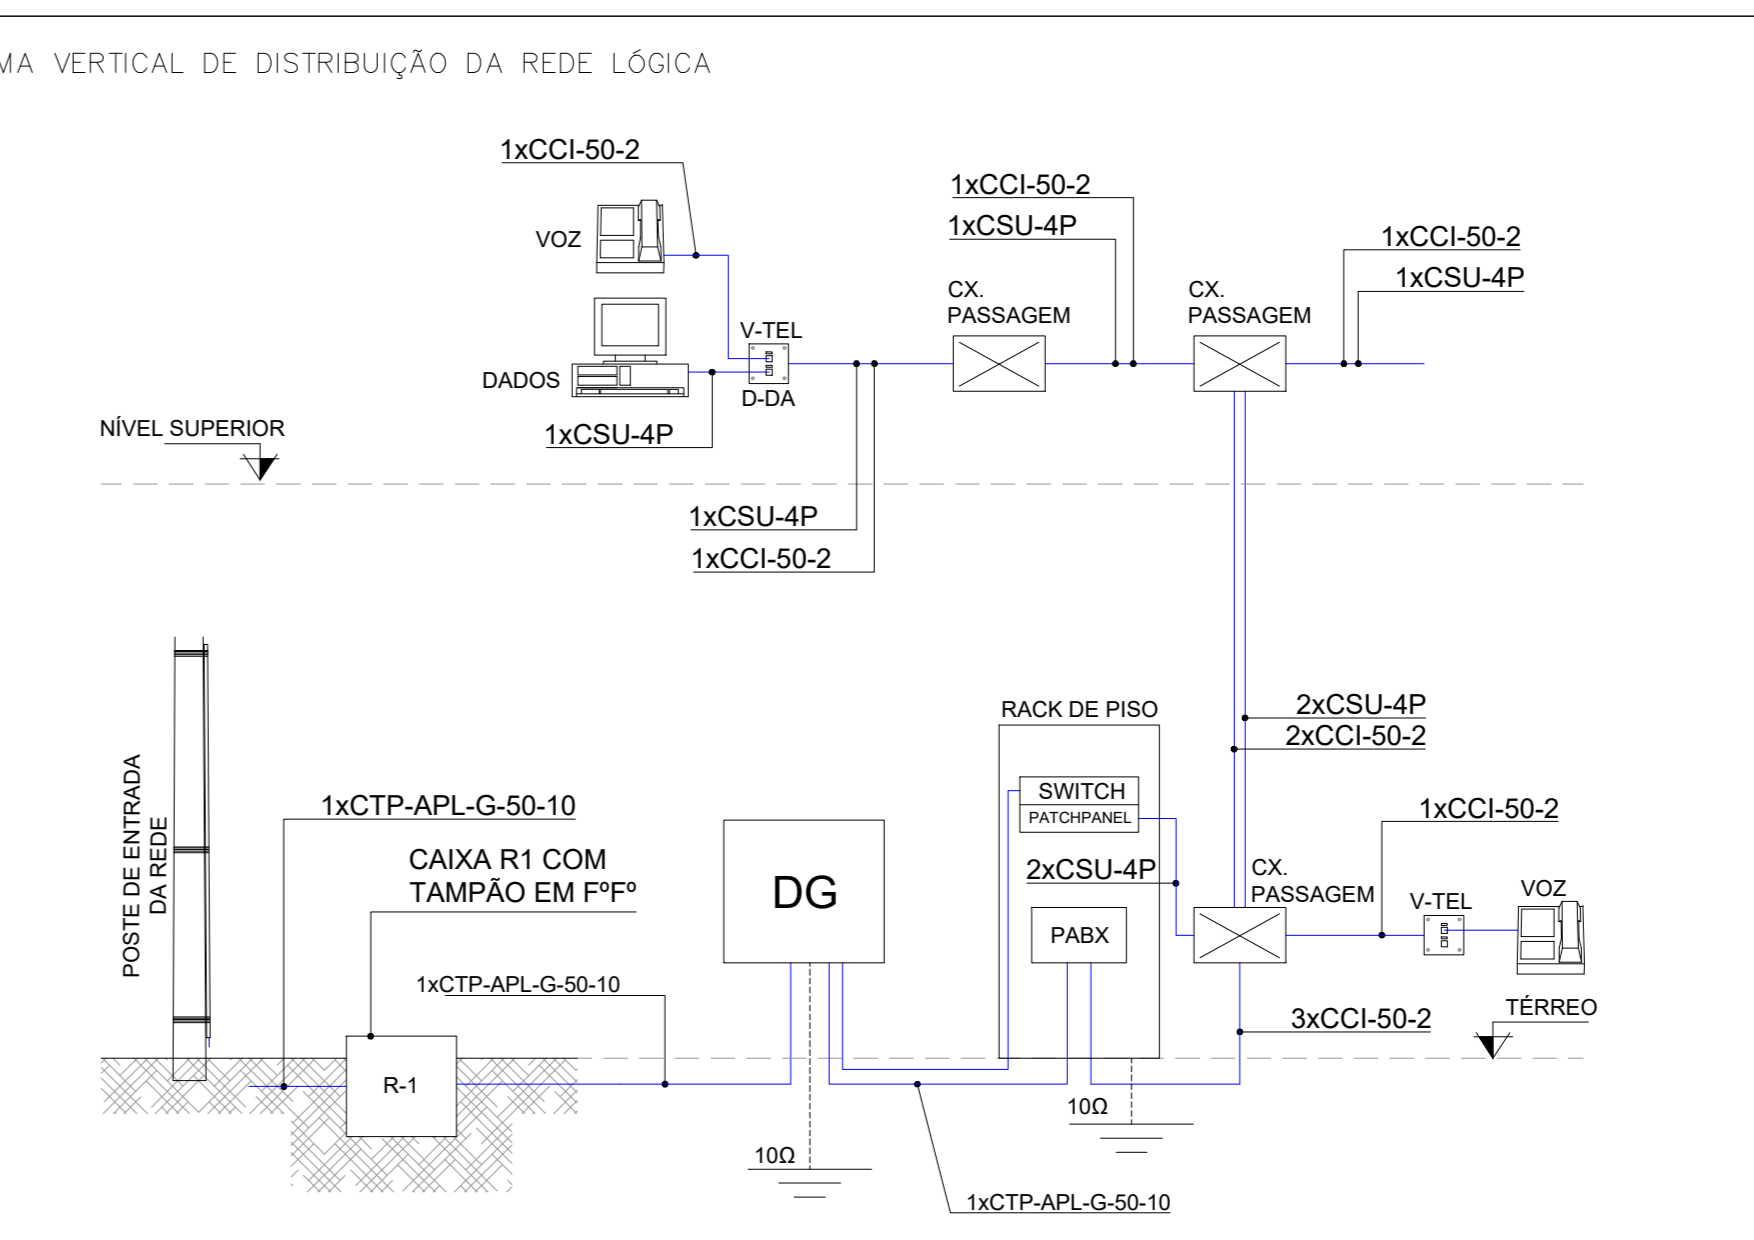 MA VERTICAL DE DISTRIBUIÇÃO DA REDE LÓGICA
1xCCI-50-2
VOZ
DADOS
V-TEL
D-DA
1xCSU-4P
1xCCI-50-2
1xCSU-4P
CX.
PASSAGEM
CX.
PASSAGEM
1xCCI-50-2
1xCSU-4P
NÍVEL SUPERIOR
1xCSU-4P
1xCCI-50-2
POSTE DE ENTRADA
DA REDE
1xCTP-APL-G-50-10
CAIXA R1 COM
TAMPÃO EM FºFº
1xCTP-APL-G-50-10
R-1
DG
10Ω
RACK DE PISO
SWITCH
PATCHPANEL
2xCSU-4P
PABX
2xCSU-4P
2xCCI-50-2
CX.
PASSAGEM
1xCCI-50-2
V-TEL
VOZ
3xCCI-50-2
TÉRREO
10Ω
1xCTP-APL-G-50-10